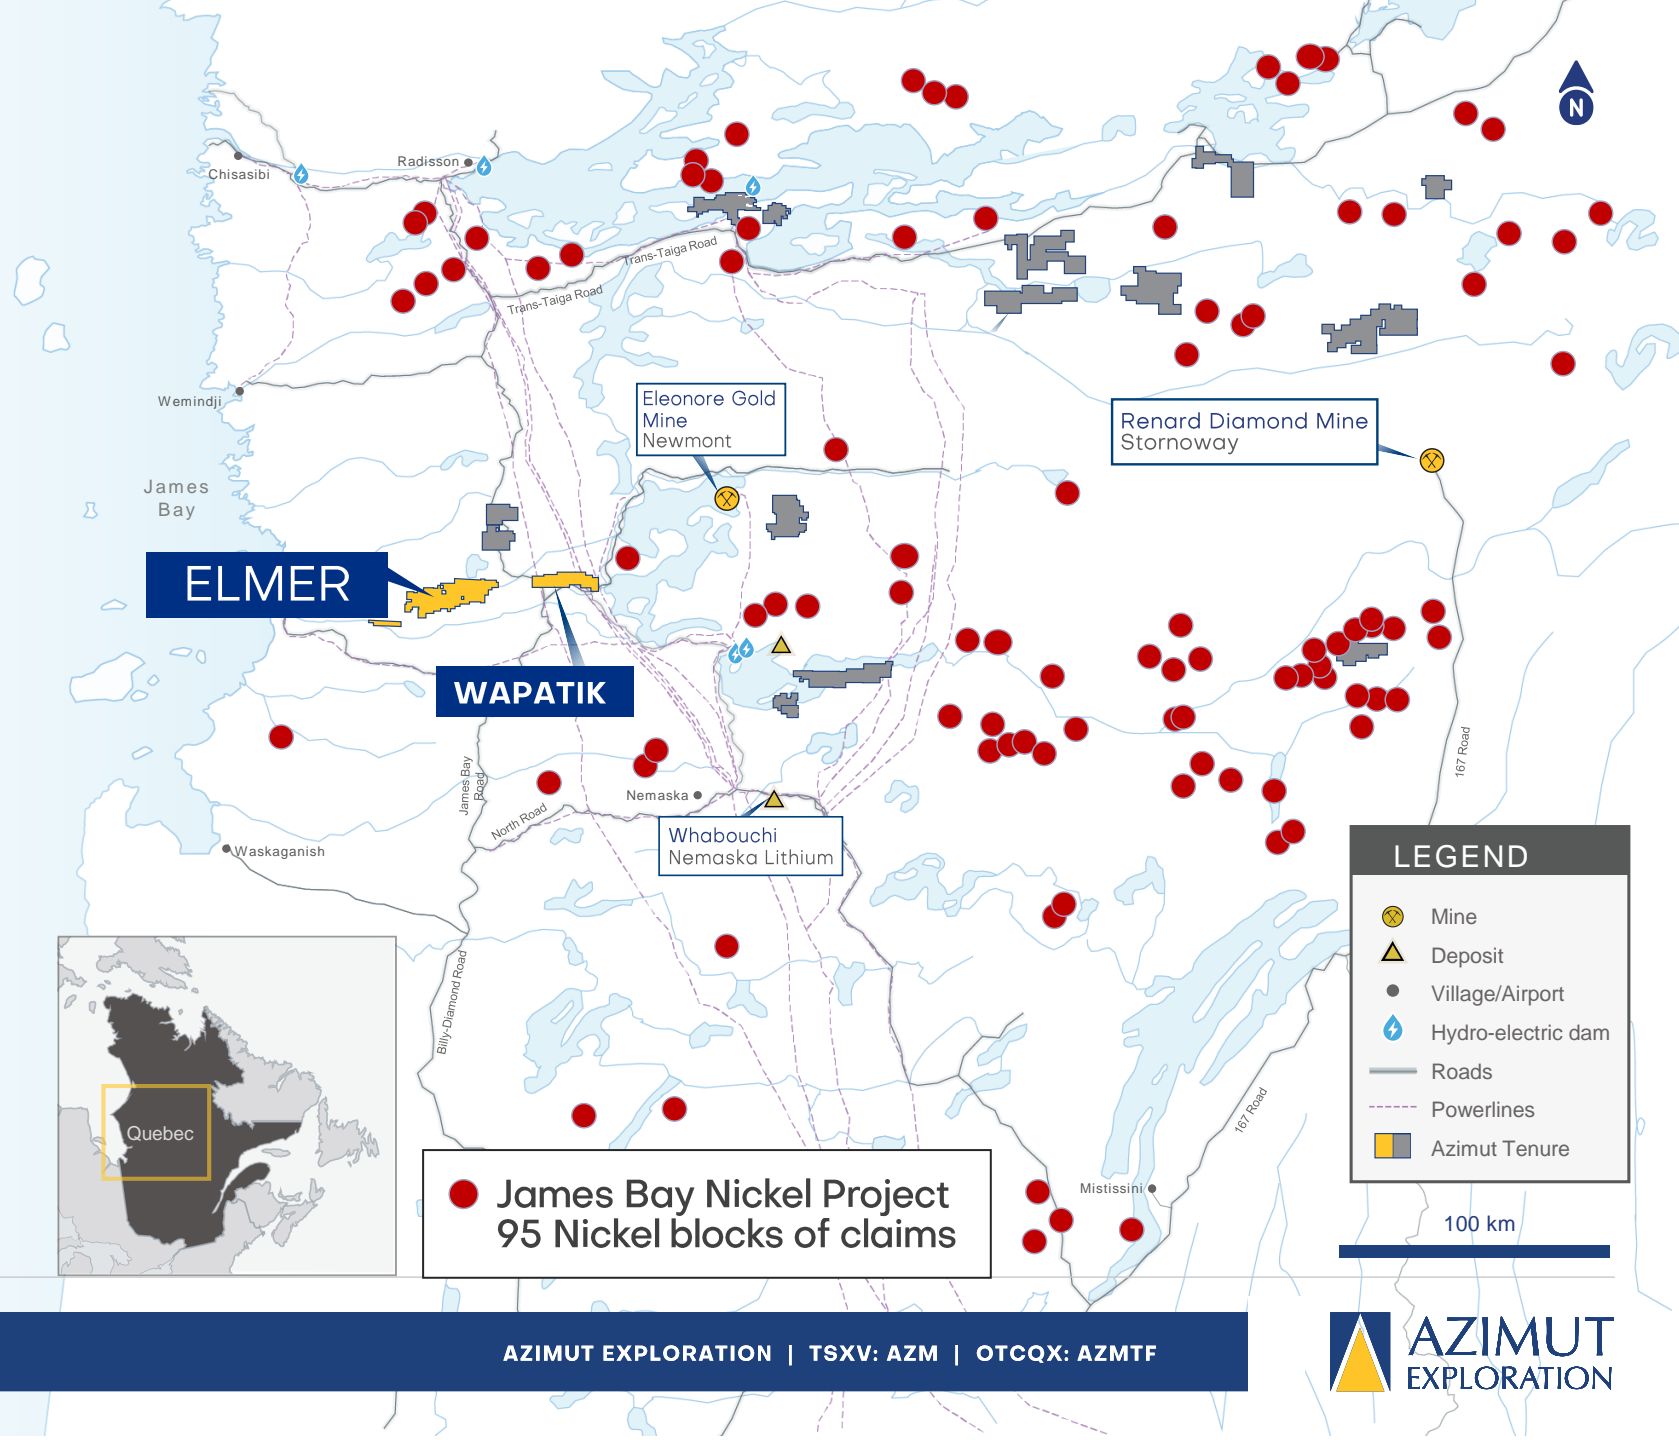 N
Radisson
Chisasibi
Trans-Taiga Road
Trans-Taiga Road
Wemindji
Eleonore Gold
Mine
Newmont
Renard Diamond Mine
Stornoway
James
Bay
ELMER
WAPATIK
James Bay
Road
167 Road
Nemaska
North Road
Whabouchi
Nemaska Lithium
Waskaganish
Billy-Diamond Road
LEGEND
Mine
Deposit
Village/Airport
Hydro-electric dam
Roads
Powerlines
Azimut Tenure
167 Road
Quebec
Mistissini
James Bay Nickel Project
95 Nickel blocks of claims
100 km
AZIMUT EXPLORATION | TSXV: AZM | OTCQX: AZMTF
AZIMUT
EXPLORATION